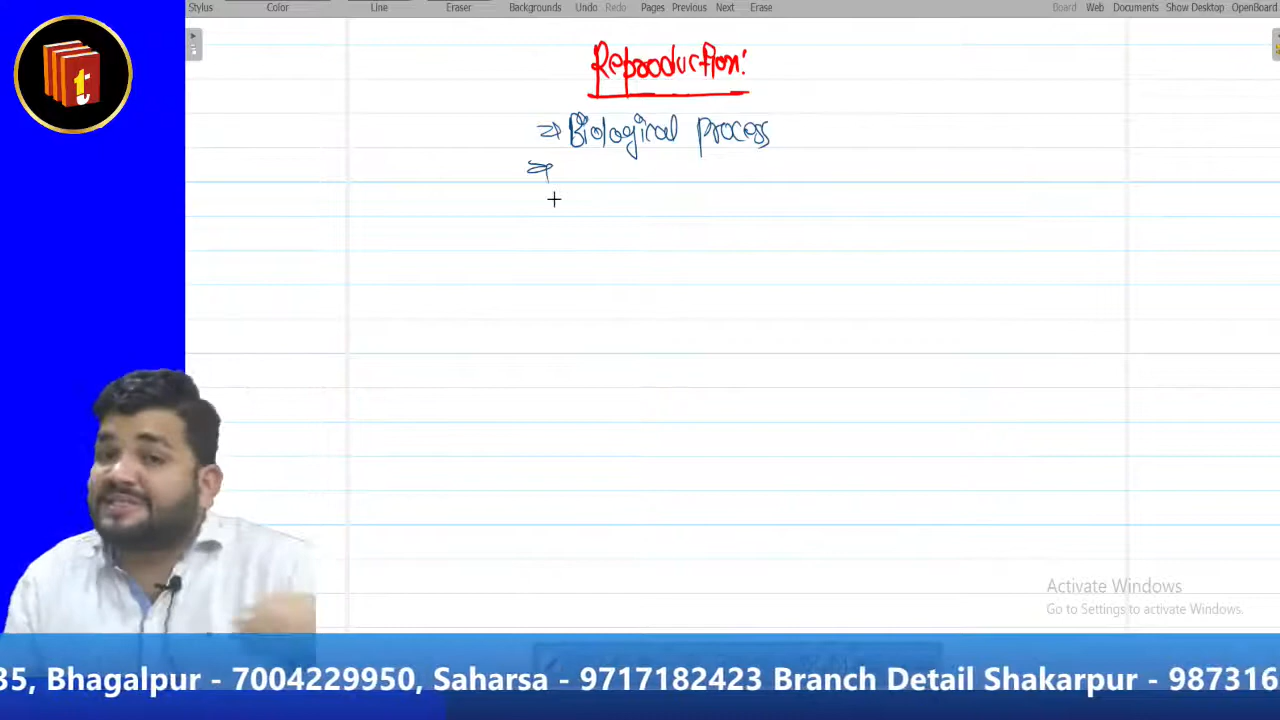 Stylus Color Line Eraser Backgrounds Undo Redo Pages Previous Next Erase Board Web Documents Show Desktop OpenBoard
t
Reproduction:
⇒ Biological process
⇒
Activate Windows
Go to Settings to activate Windows.
35, Bhagalpur - 7004229950, Saharsa - 9717182423 Branch Detail Shakarpur - 987316